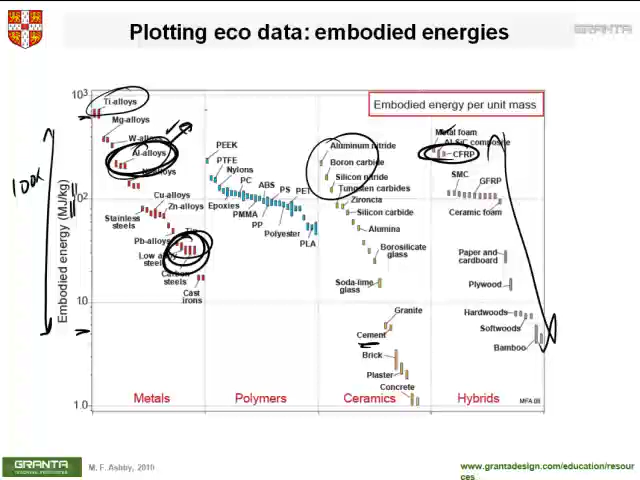 Plotting eco data: embodied energies
GRANTA
Embodied energy per unit mass
Embodied energy (MJ/kg)
10³
10²
10
1.0
100x
Ti-alloys
Mg-alloys
W-alloys
Al-alloys
Cu-alloys
Zn-alloys
Stainless
steels
Pb-alloys
Low alloy
steels
Carbon
steels
Cast
irons
Metals
PEEK
PTFE
Nylons
PC
ABS
PS
PET
Epoxies
PMMA
PP
Polyester
PLA
Polymers
Aluminum nitride
Boron carbide
Silicon nitride
Tungsten carbides
Zirconia
Silicon carbide
Alumina
Borosilicate
glass
Soda-lime
glass
Granite
Cement
Brick
Plaster
Concrete
Ceramics
Metal foam
Al-SiC composite
CFRP
SMC
GFRP
Ceramic foam
Paper and
cardboard
Plywood
Hardwoods
Softwoods
Bamboo
Hybrids
MFA 08
GRANTA
M. F. Ashby, 2010
www.grantadesign.com/education/resour
ces